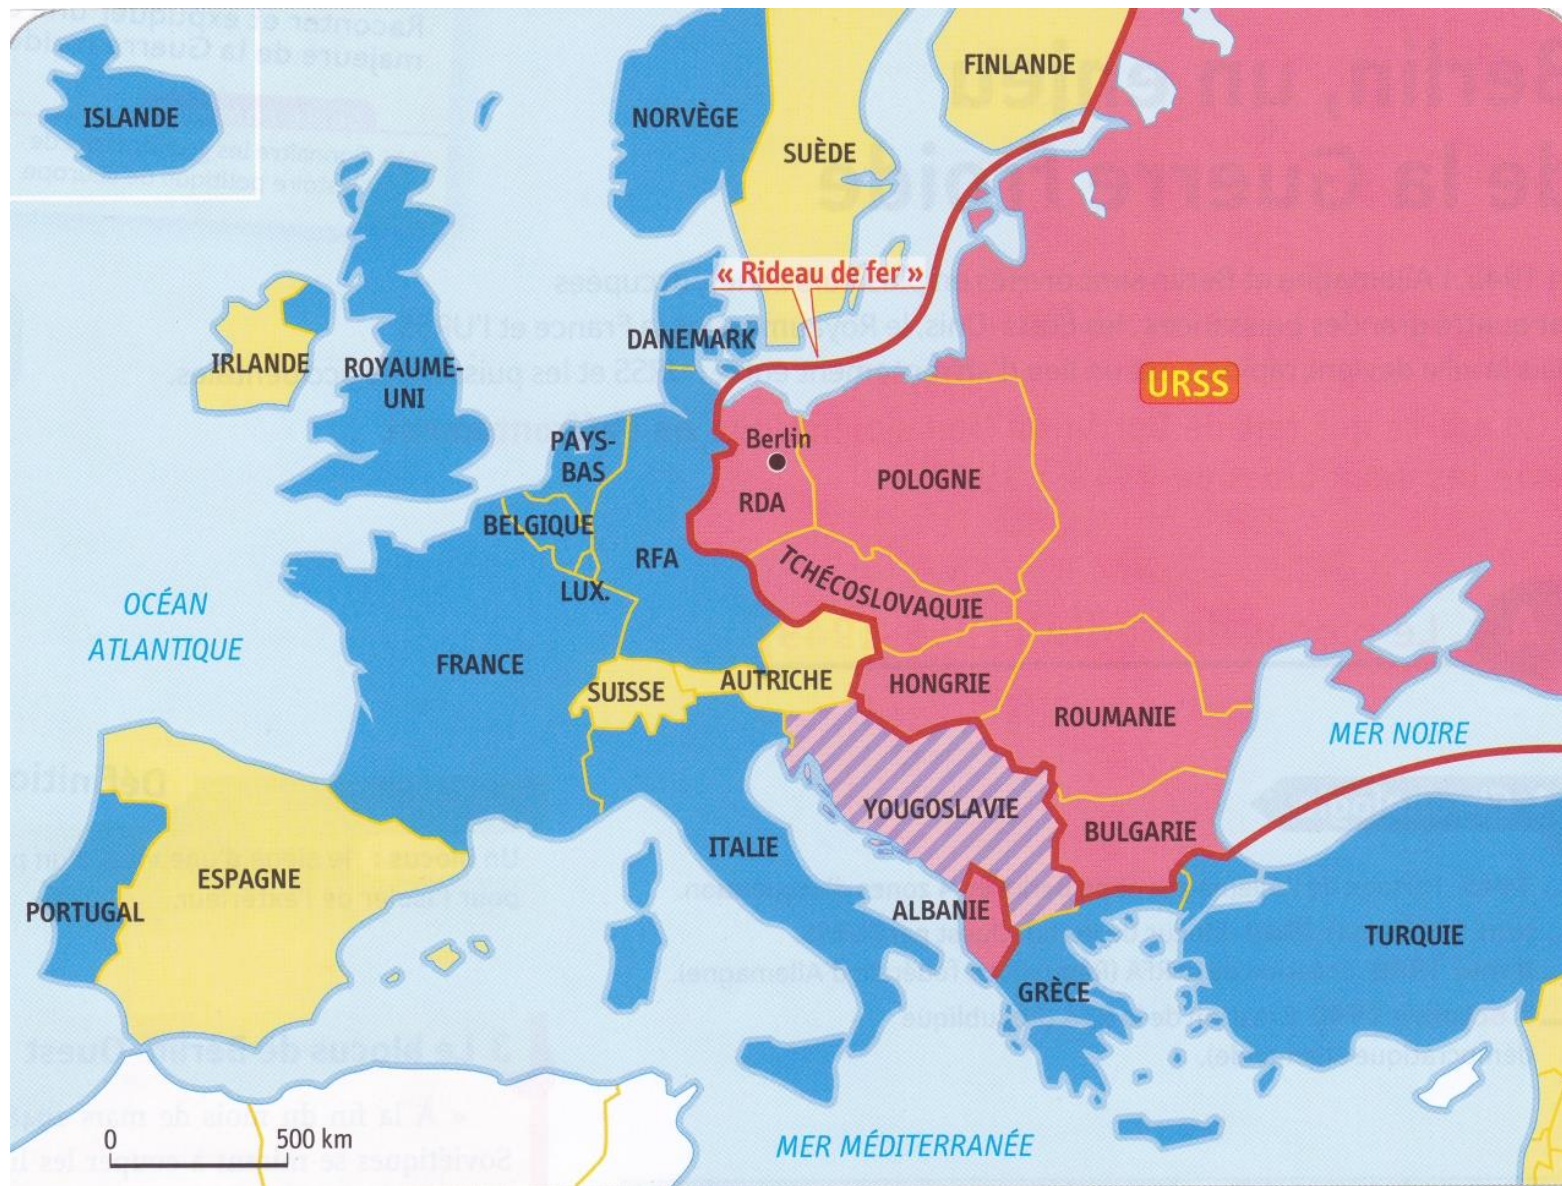 ISLANDE
NORVÈGE
FINLANDE
SUÈDE
« Rideau de fer »
DANEMARK
IRLANDE
ROYAUME-
UNI
URSS
PAYS-
BAS
Berlin
RDA
POLOGNE
BELGIQUE
RFA
LUX.
TCHÉCOSLOVAQUIE
OCÉAN
ATLANTIQUE
FRANCE
SUISSE
AUTRICHE
HONGRIE
ROUMANIE
MER NOIRE
YOUGOSLAVIE
BULGARIE
ITALIE
ESPAGNE
PORTUGAL
ALBANIE
TURQUIE
GRÈCE
0 500 km
MER MÉDITERRANÉE